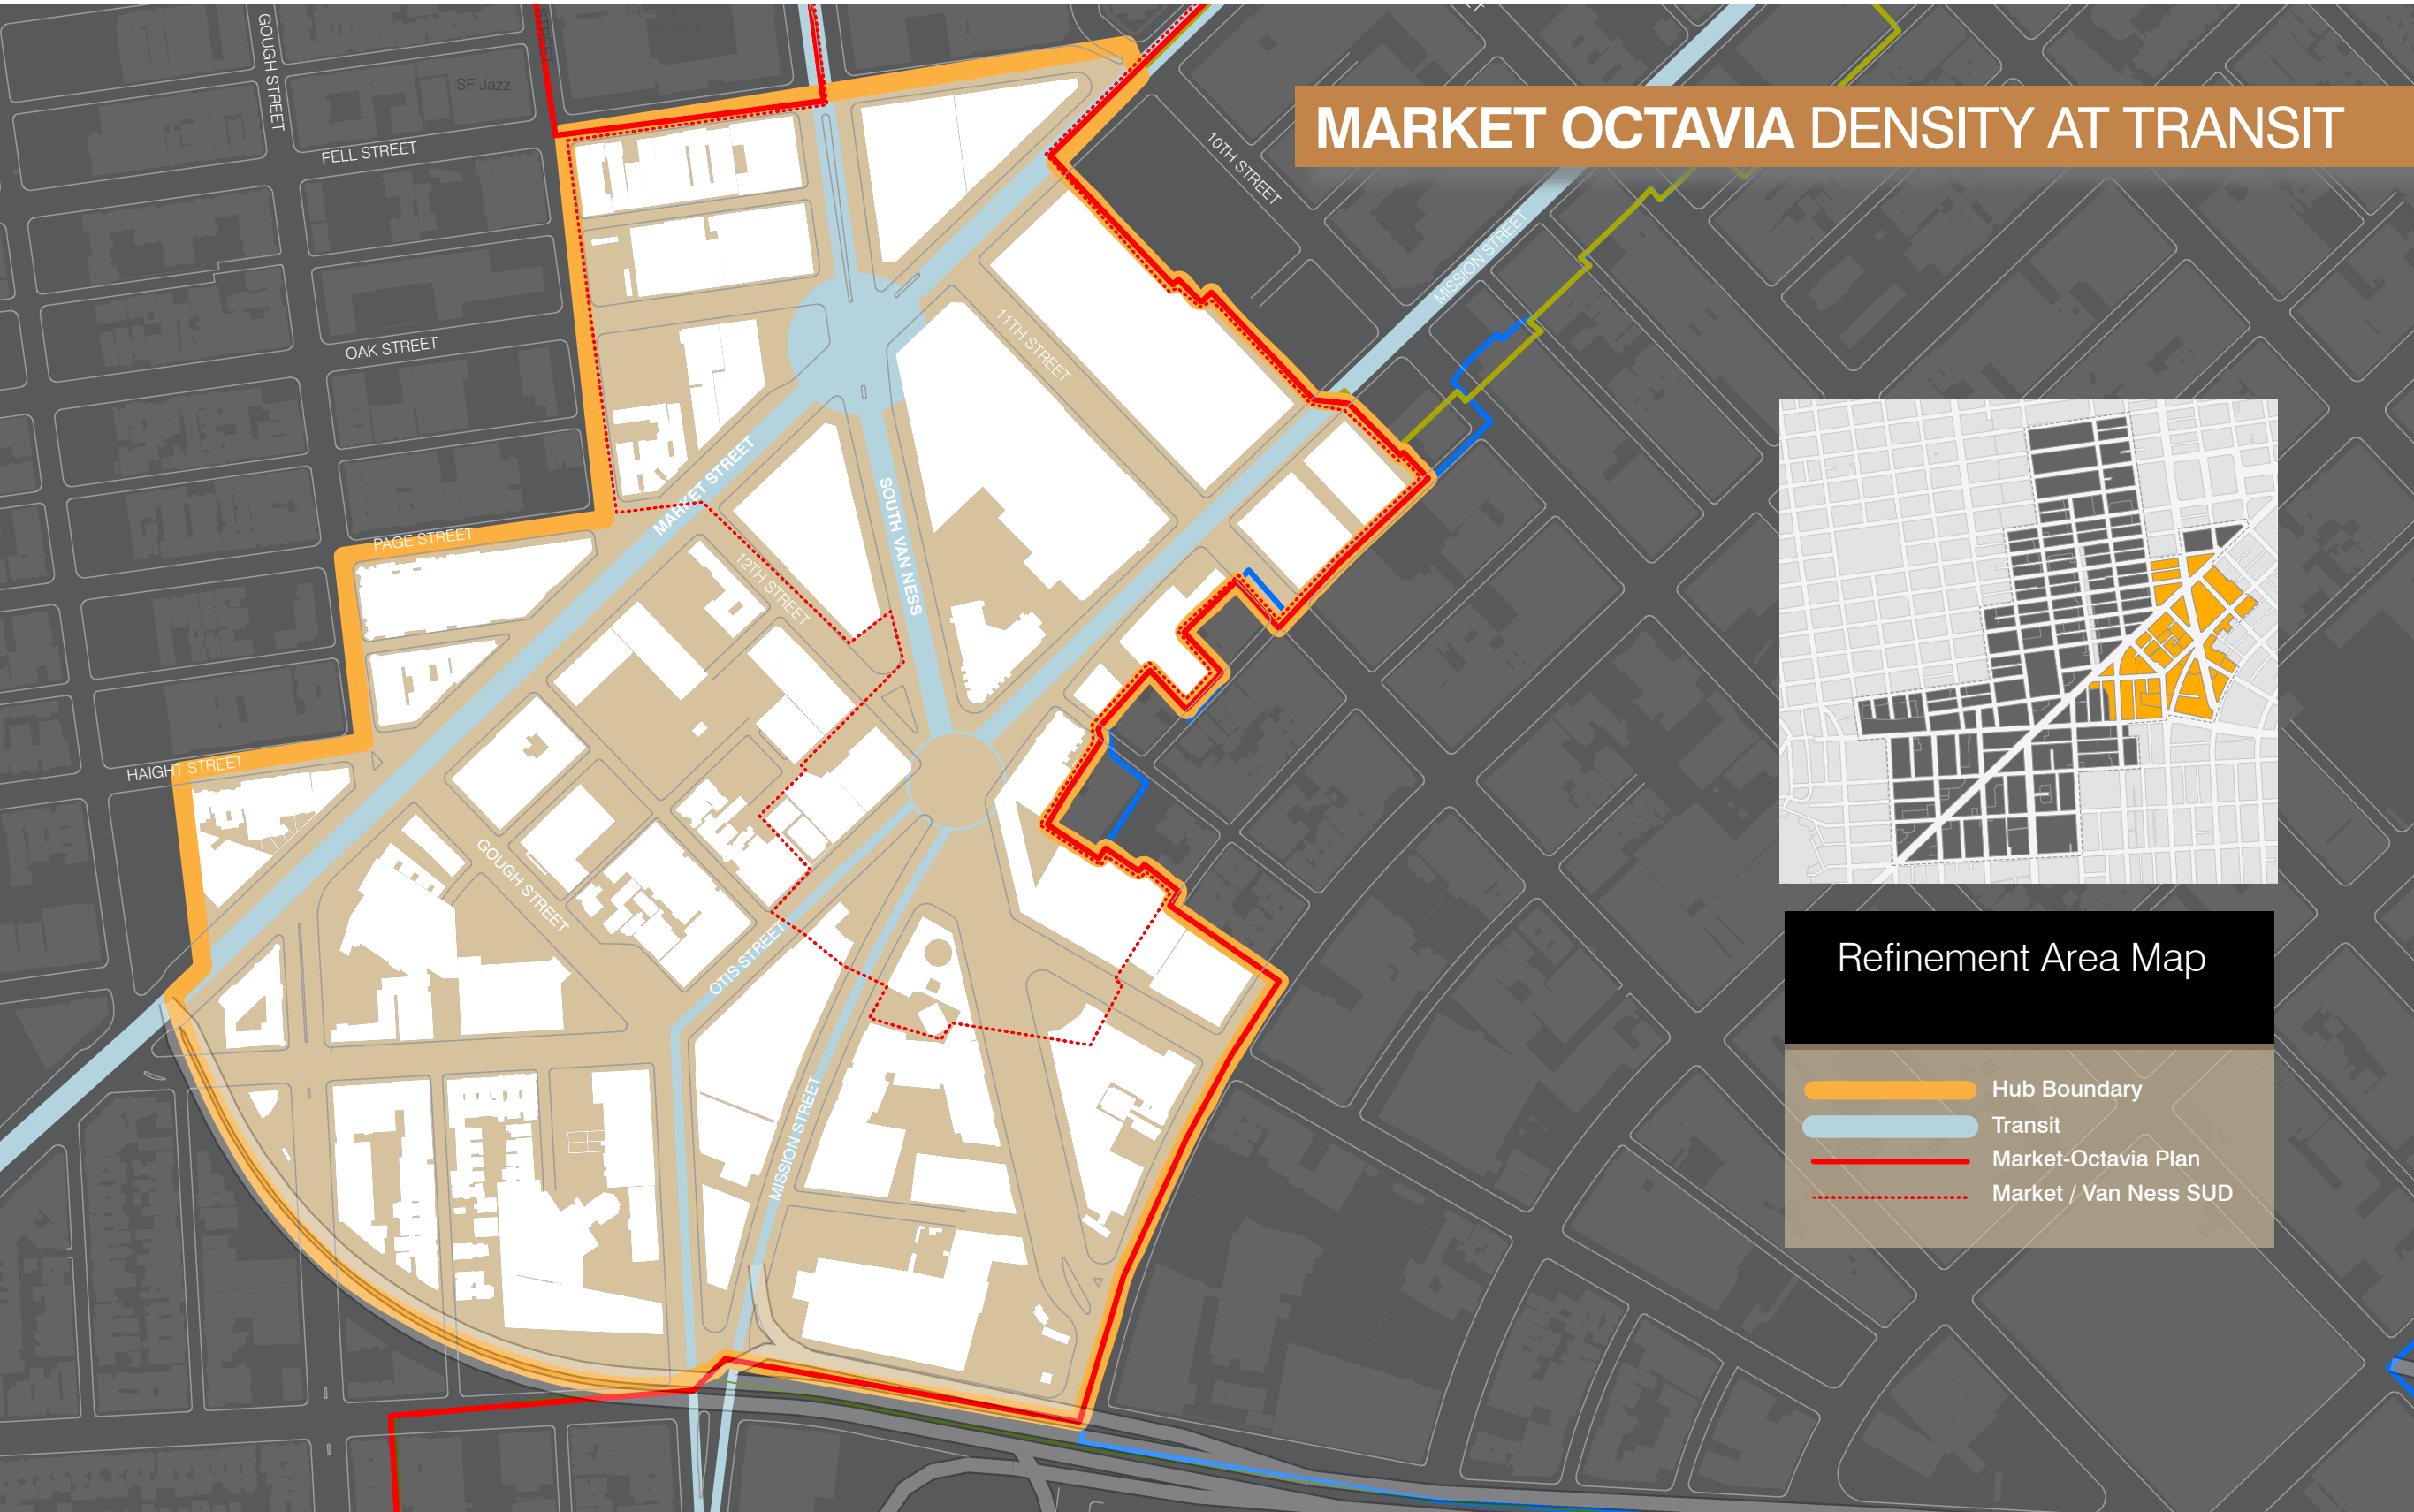 GOUGH STREET
SF Jazz
FELL STREET
10TH STREET
MARKET OCTAVIA DENSITY AT TRANSIT
MISSION STREET
OAK STREET
11TH STREET
MARKET STREET
SOUTH VAN NESS
PAGE STREET
12TH STREET
HAIGHT STREET
GOUGH STREET
OTIS STREET
MISSION STREET
Refinement Area Map
Hub Boundary
Transit
Market-Octavia Plan
Market / Van Ness SUD